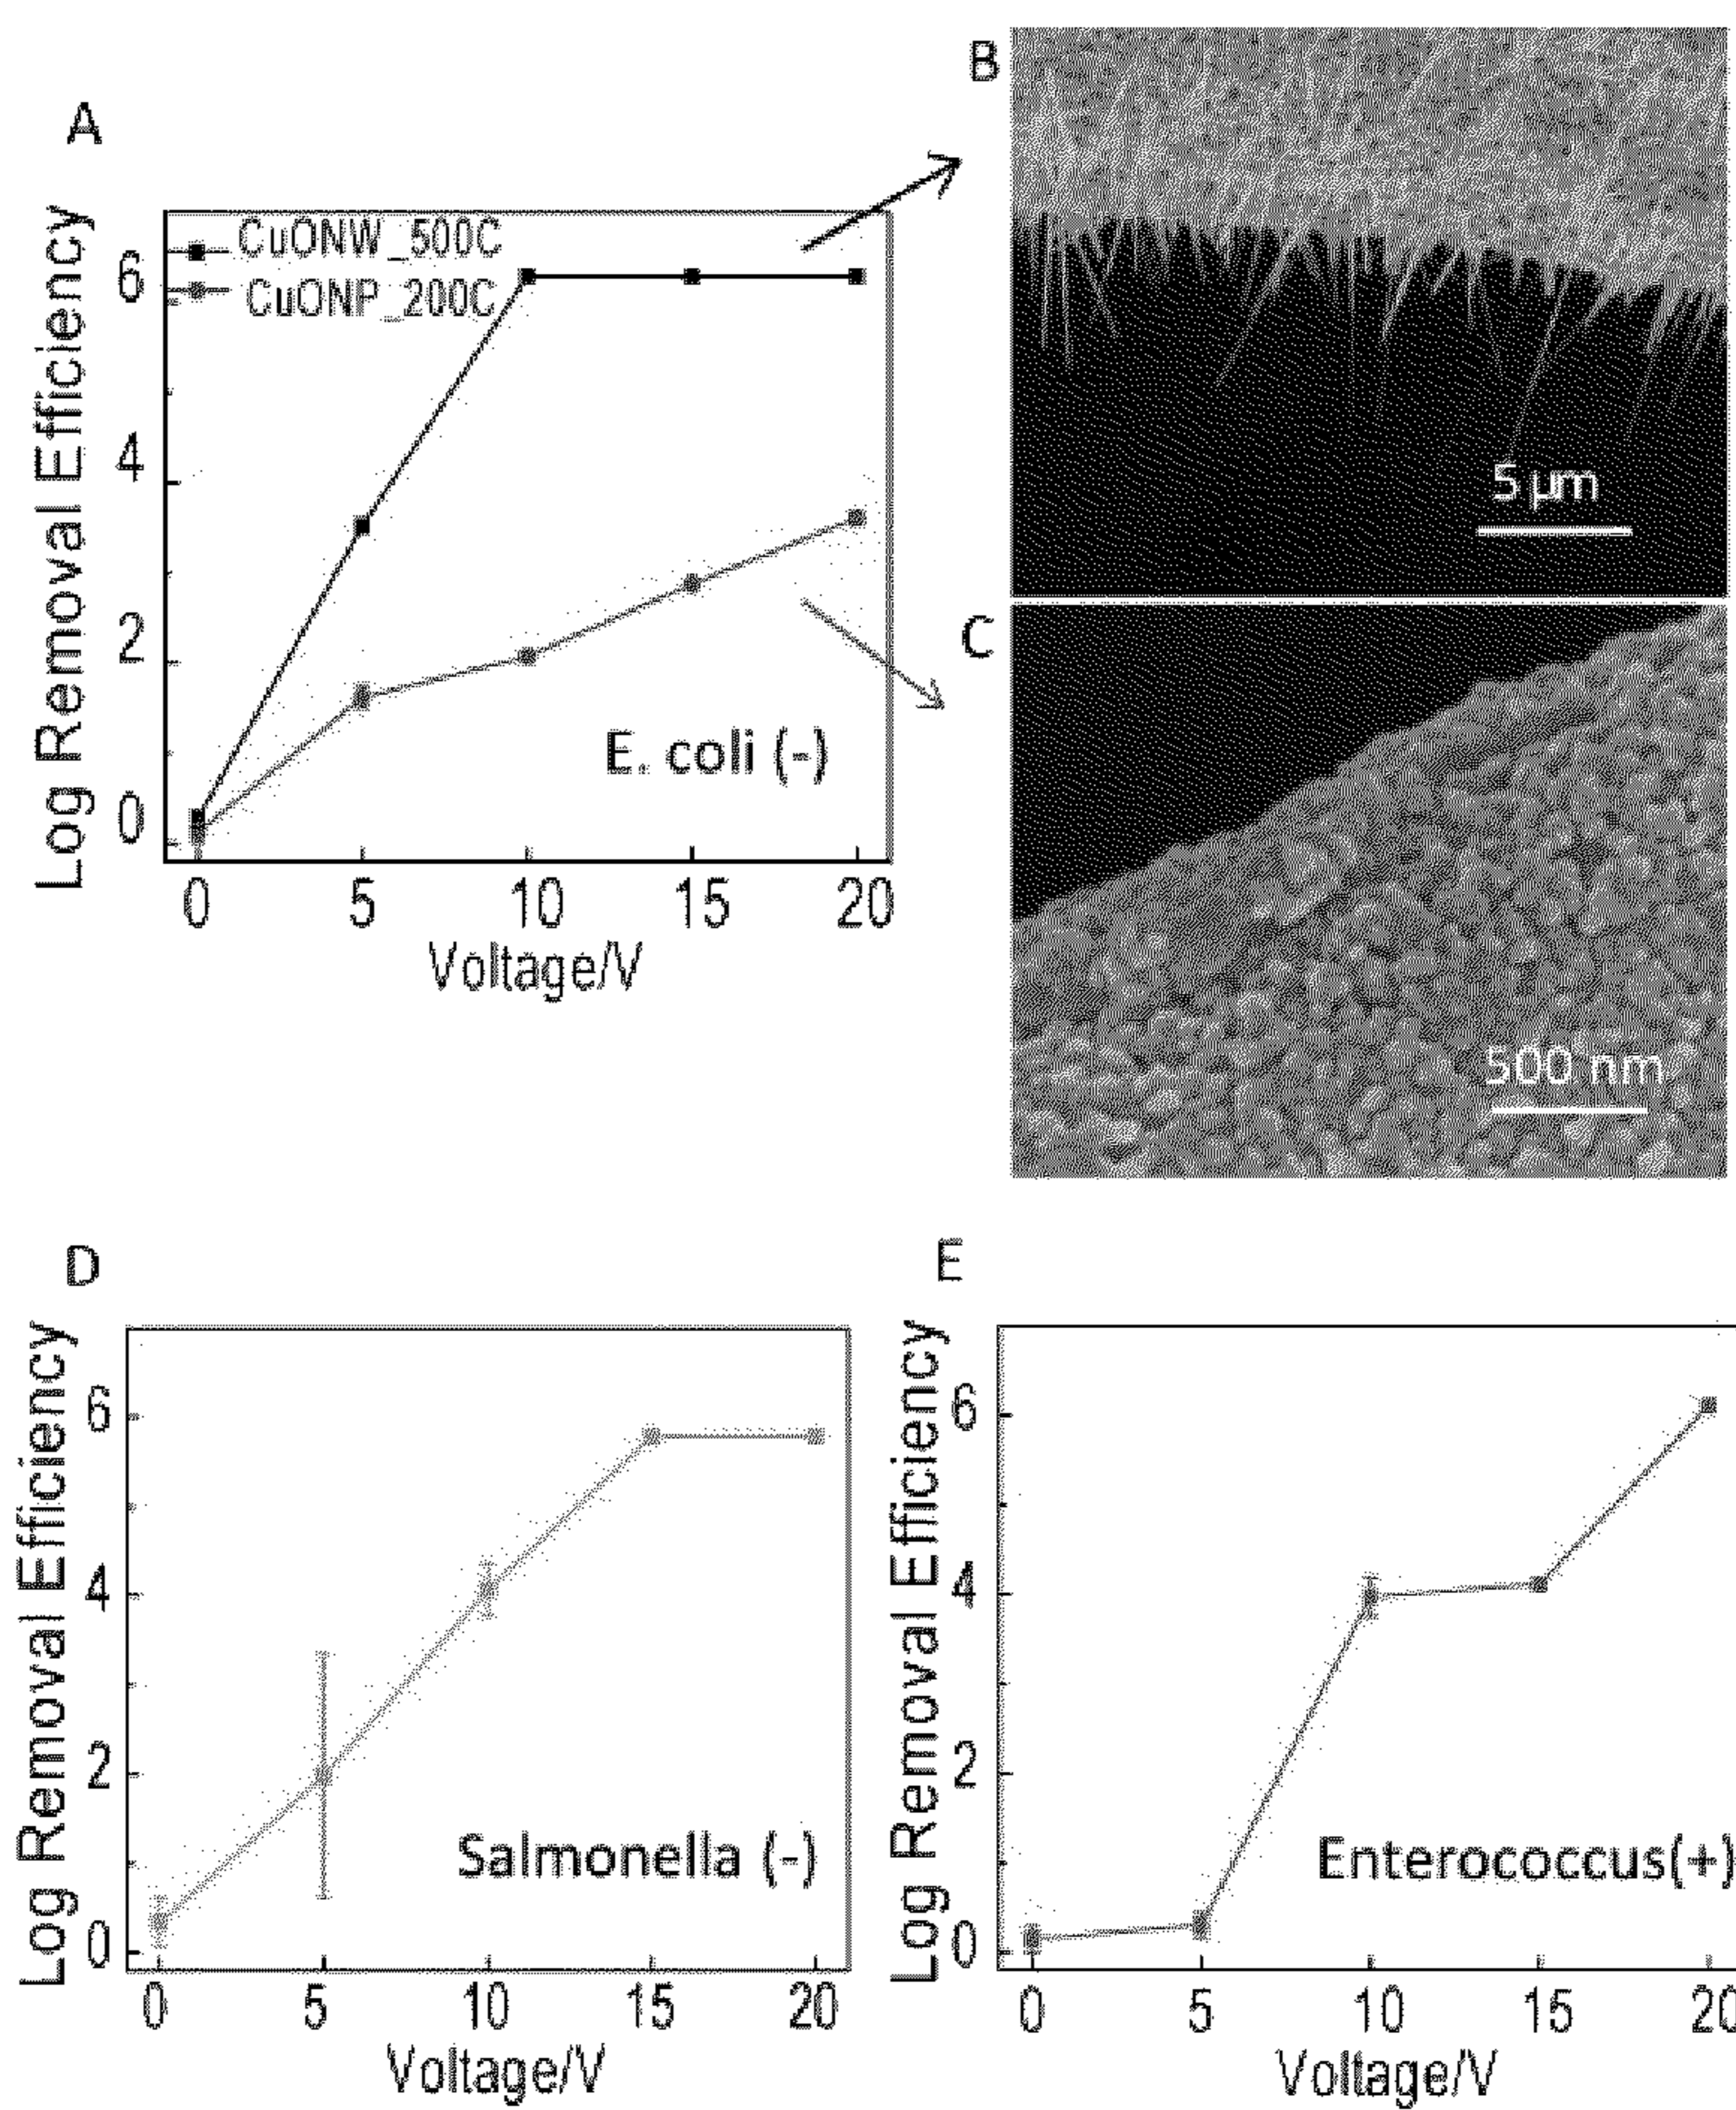 A
Log Removal Efficiency
CuONW_500C
CuONP_200C
6
4
2
0
E. coli (-)
0 5 10 15 20
Voltage/V
B
5 µm
C
500 nm
D
Log Removal Efficiency
6
4
2
0
Salmonella (-)
0 5 10 15 20
Voltage/V
E
Log Removal Efficiency
6
4
2
0
Enterococcus(+)
0 5 10 15 20
Voltage/V